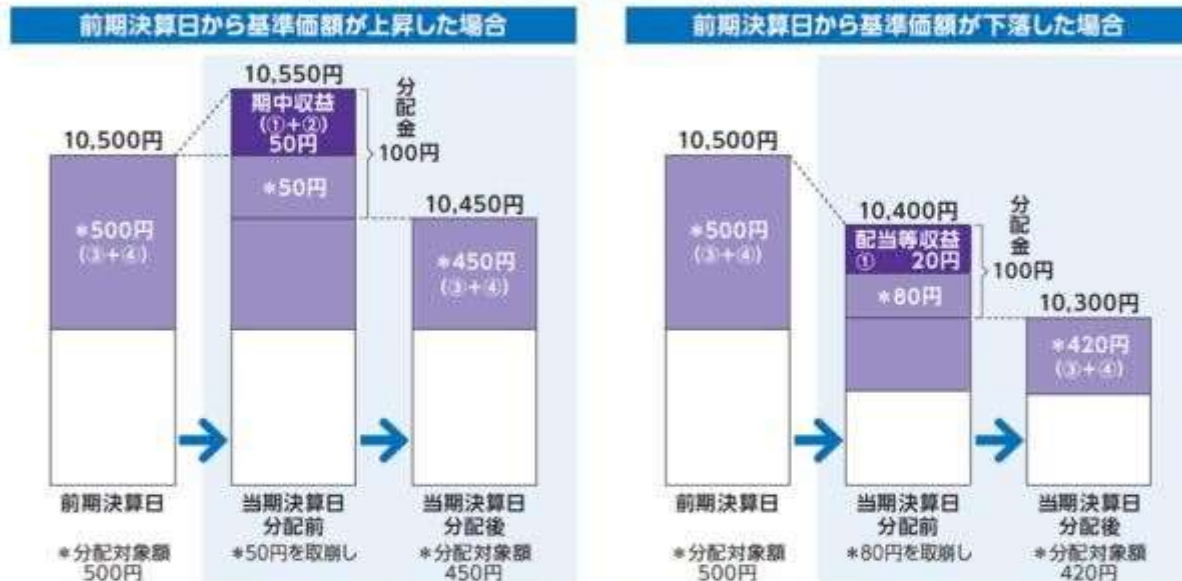 前期決算日から基準価額が上昇した場合
10,550円
期中収益
(①+②)
50円
分配金
100円
10,500円
*50円
10,450円
*500円
(③+④)
*450円
(③+④)
前期決算日
当期決算日
分配前
当期決算日
分配後
*分配対象額
500円
*50円を取崩し
*分配対象額
450円
前期決算日から基準価額が下落した場合
10,500円
10,400円
配当等収益
① 20円
分配金
100円
*500円
(③+④)
*80円
10,300円
*420円
(③+④)
前期決算日
当期決算日
分配前
当期決算日
分配後
*分配対象額
500円
*80円を取崩し
*分配対象額
420円